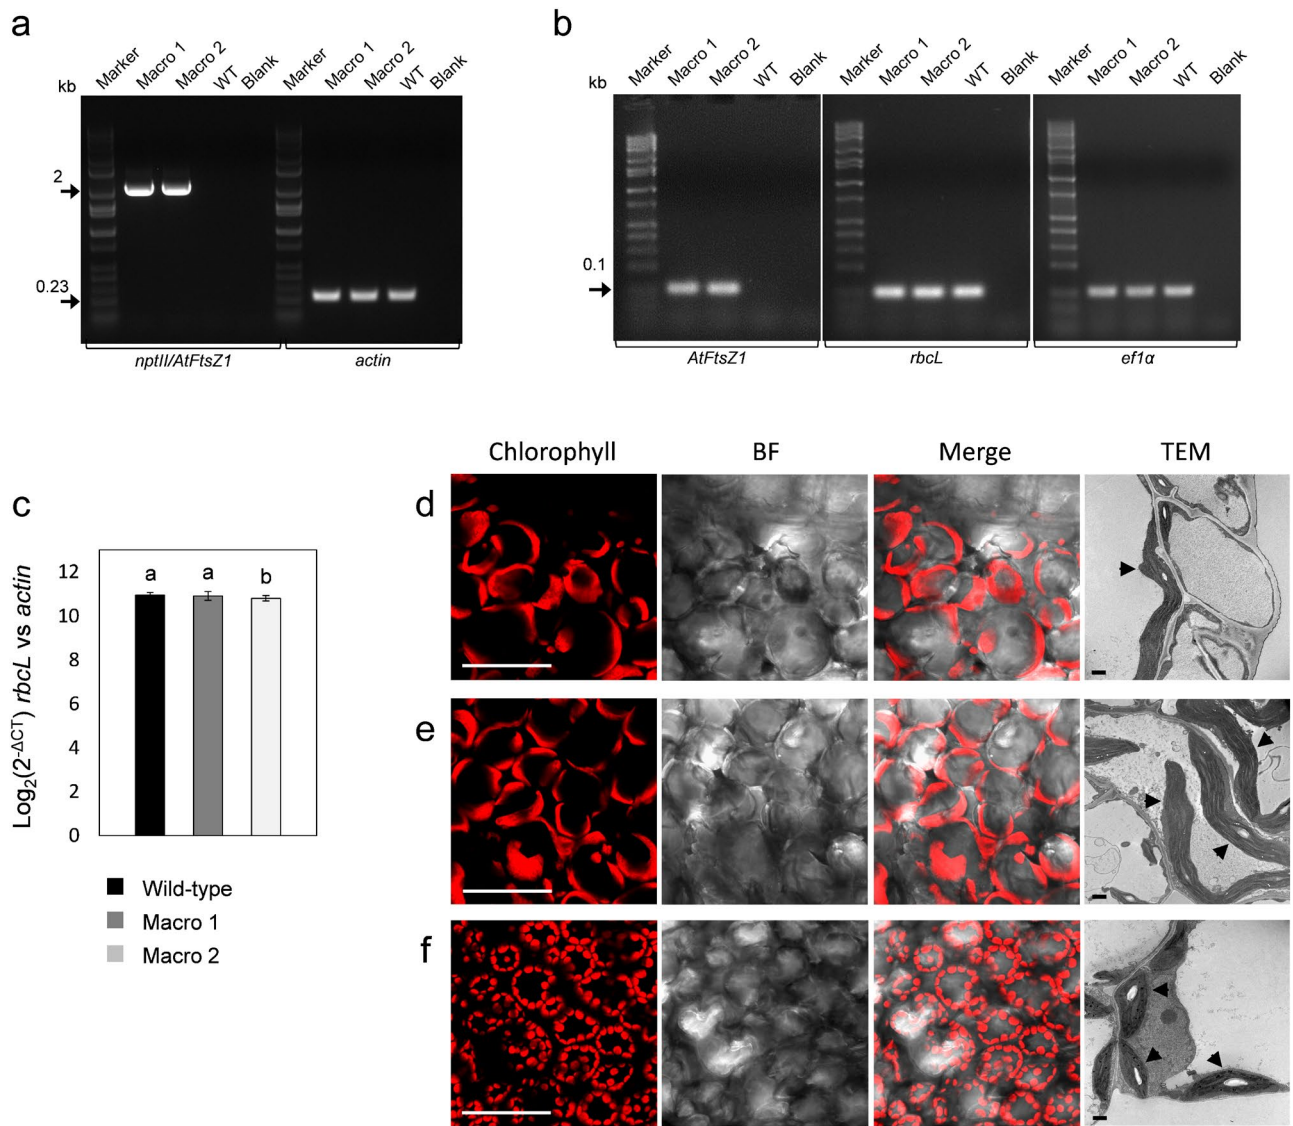 a
kb
Marker
Macro 1
Macro 2
WT
Blank
Marker
Macro 1
Macro 2
WT
Blank
2
0.23
nptII/AtFtsZ1
actin
b
kb
Marker
Macro 1
Macro 2
WT
Blank
Marker
Macro 1
Macro 2
WT
Blank
Marker
Macro 1
Macro 2
WT
Blank
0.1
AtFtsZ1
rbcL
ef1α
c
Log₂(2⁻ΔCT) rbcL vs actin
12
10
8
6
4
2
0
a
a
b
Wild-type
Macro 1
Macro 2
Chlorophyll
BF
Merge
TEM
d
e
f